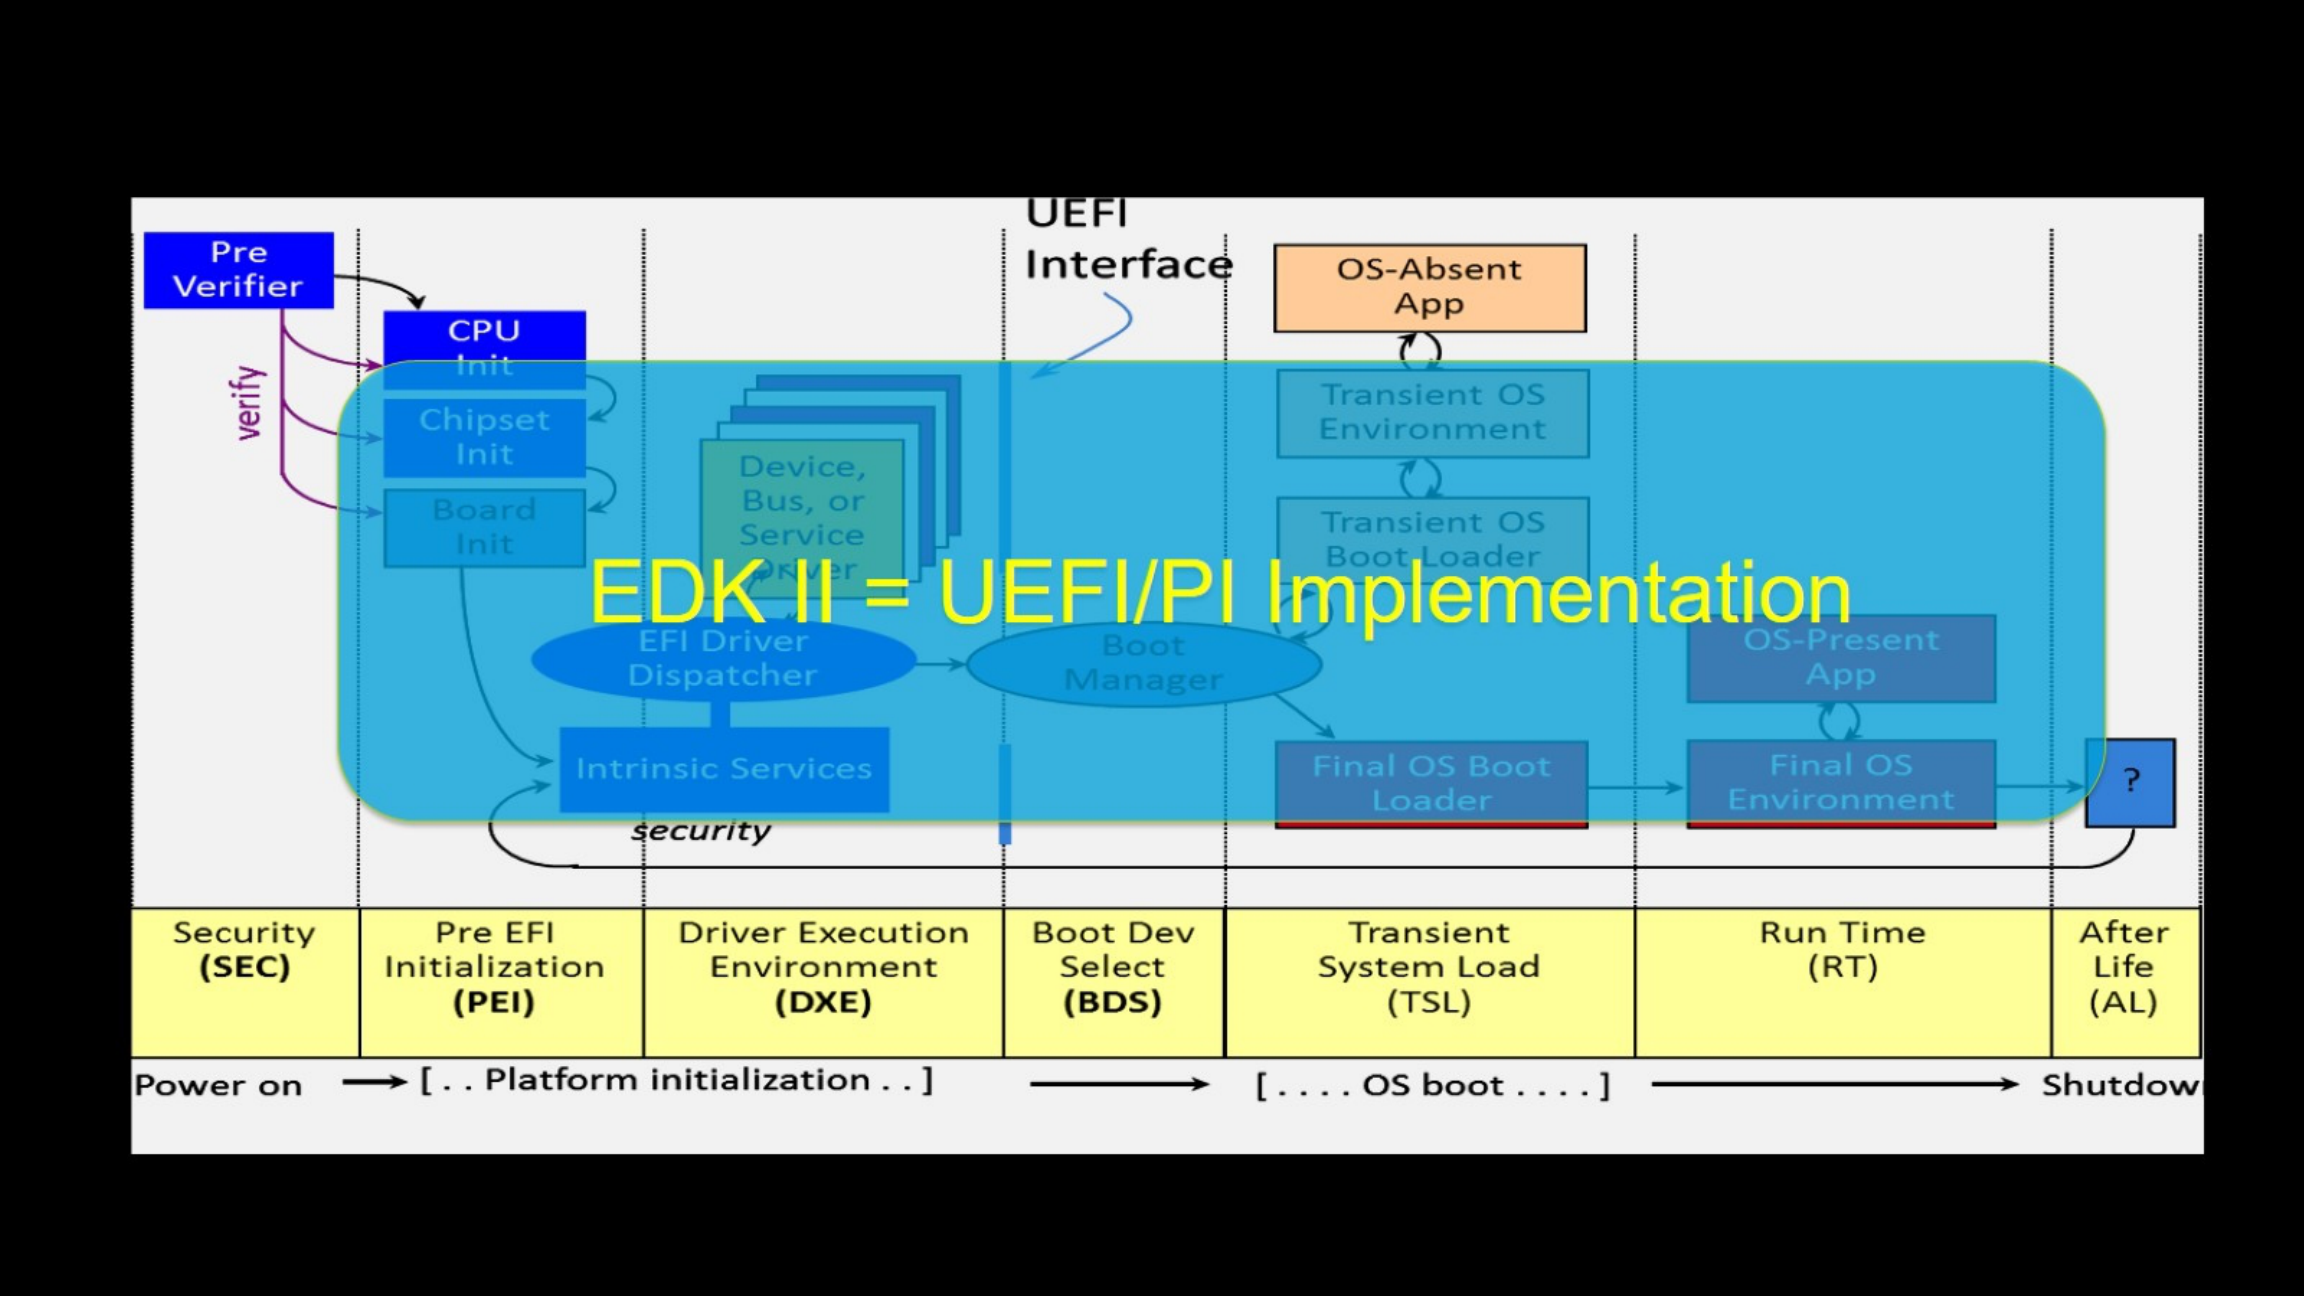 UEFI
Interface
Pre
Verifier
CPU
Init
Chipset
Init
Board
Init
verify
Device,
Bus, or
Service
Driver
EFI Driver
Dispatcher
Intrinsic Services
security
Boot
Manager
OS-Absent
App
Transient OS
Environment
Transient OS
Boot Loader
EDK II = UEFI/PI Implementation
Final OS Boot
Loader
OS-Present
App
Final OS
Environment
?
Security
(SEC)
Pre EFI
Initialization
(PEI)
Driver Execution
Environment
(DXE)
Boot Dev
Select
(BDS)
Transient
System Load
(TSL)
Run Time
(RT)
After
Life
(AL)
Power on
[ . . Platform initialization . . ]
[ . . . . OS boot . . . . ]
Shutdow